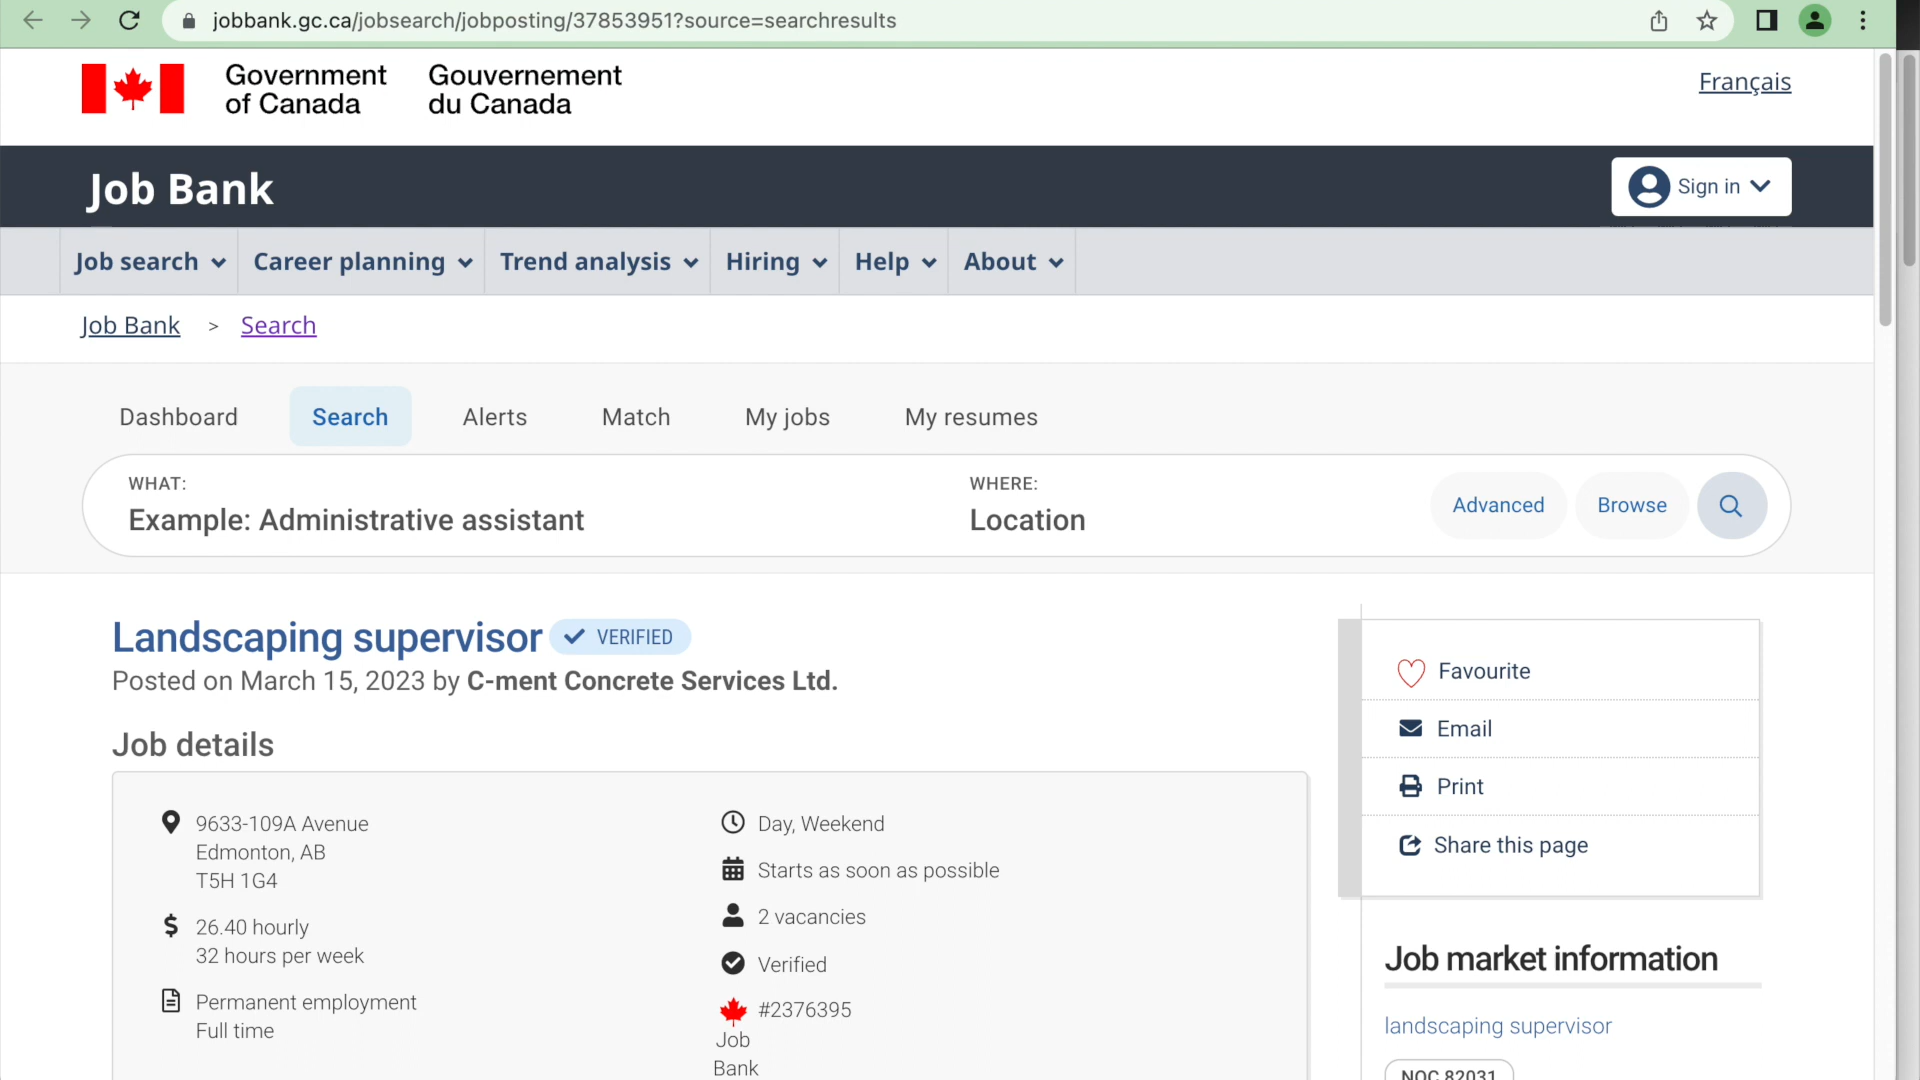 jobbank.gc.ca/jobsearch/jobposting/37853951?source=searchresults
Government of Canada
Gouvernement du Canada
Français
Job Bank
Sign in
Job search
Career planning
Trend analysis
Hiring
Help
About
Job Bank > Search
Dashboard
Search
Alerts
Match
My jobs
My resumes
WHAT:
Example: Administrative assistant
WHERE:
Location
Advanced
Browse
Landscaping supervisor VERIFIED
Posted on March 15, 2023 by C-ment Concrete Services Ltd.
Job details
9633-109A Avenue
Edmonton, AB
T5H 1G4
26.40 hourly
32 hours per week
Permanent employment
Full time
Day, Weekend
Starts as soon as possible
2 vacancies
Verified
#2376395
Job
Bank
Favourite
Email
Print
Share this page
Job market information
landscaping supervisor
NOC 82031